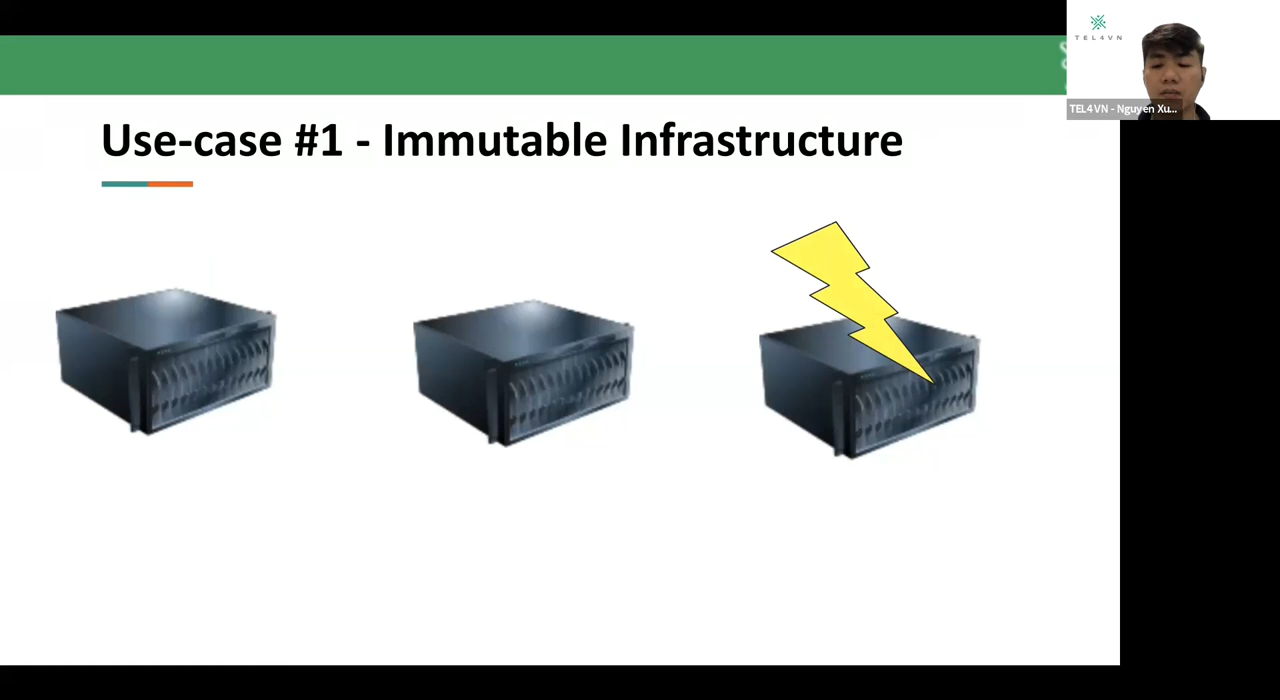 Use-case #1 - Immutable Infrastructure
TEL4VN
TEL4VN - Nguyen Xu...